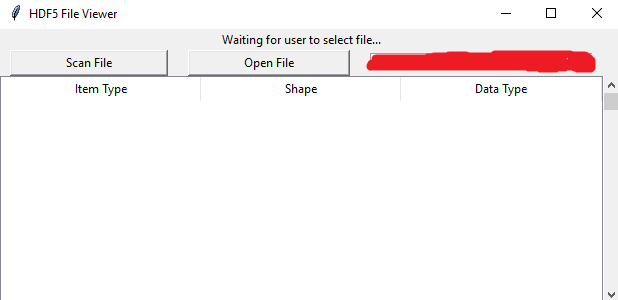 HDF5 File Viewer
Waiting for user to select file...
Scan File Open File
Item Type Shape Data Type